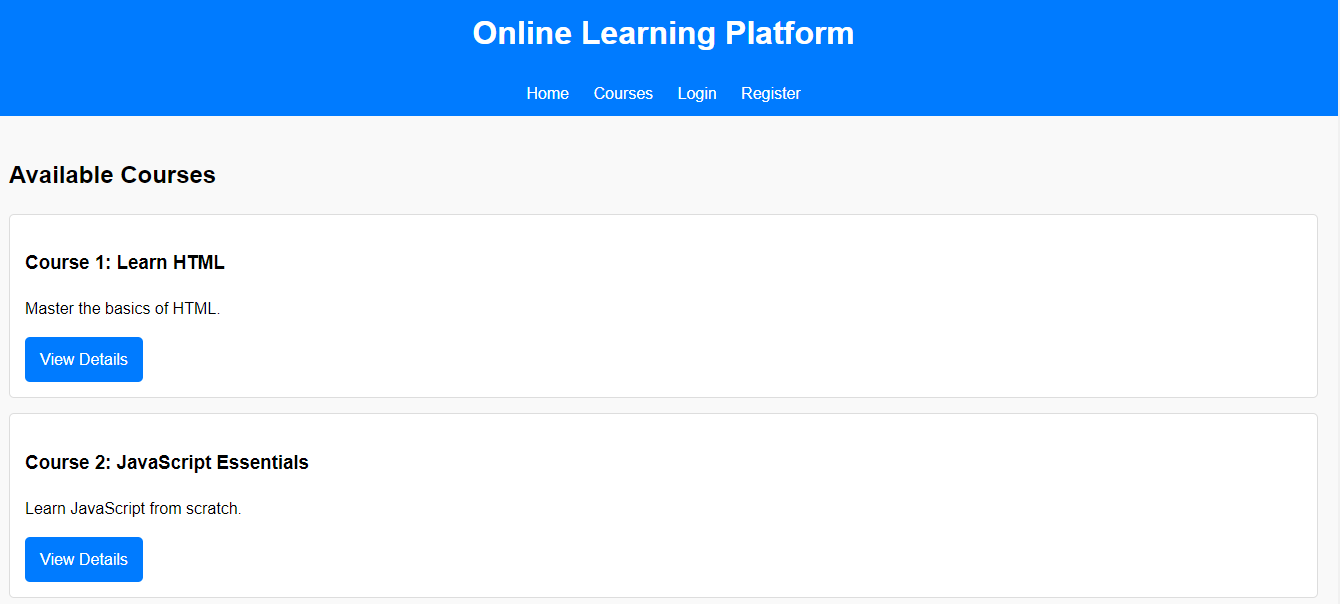 Online Learning Platform
Home Courses Login Register
Available Courses
Course 1: Learn HTML
Master the basics of HTML.
View Details
Course 2: JavaScript Essentials
Learn JavaScript from scratch.
View Details